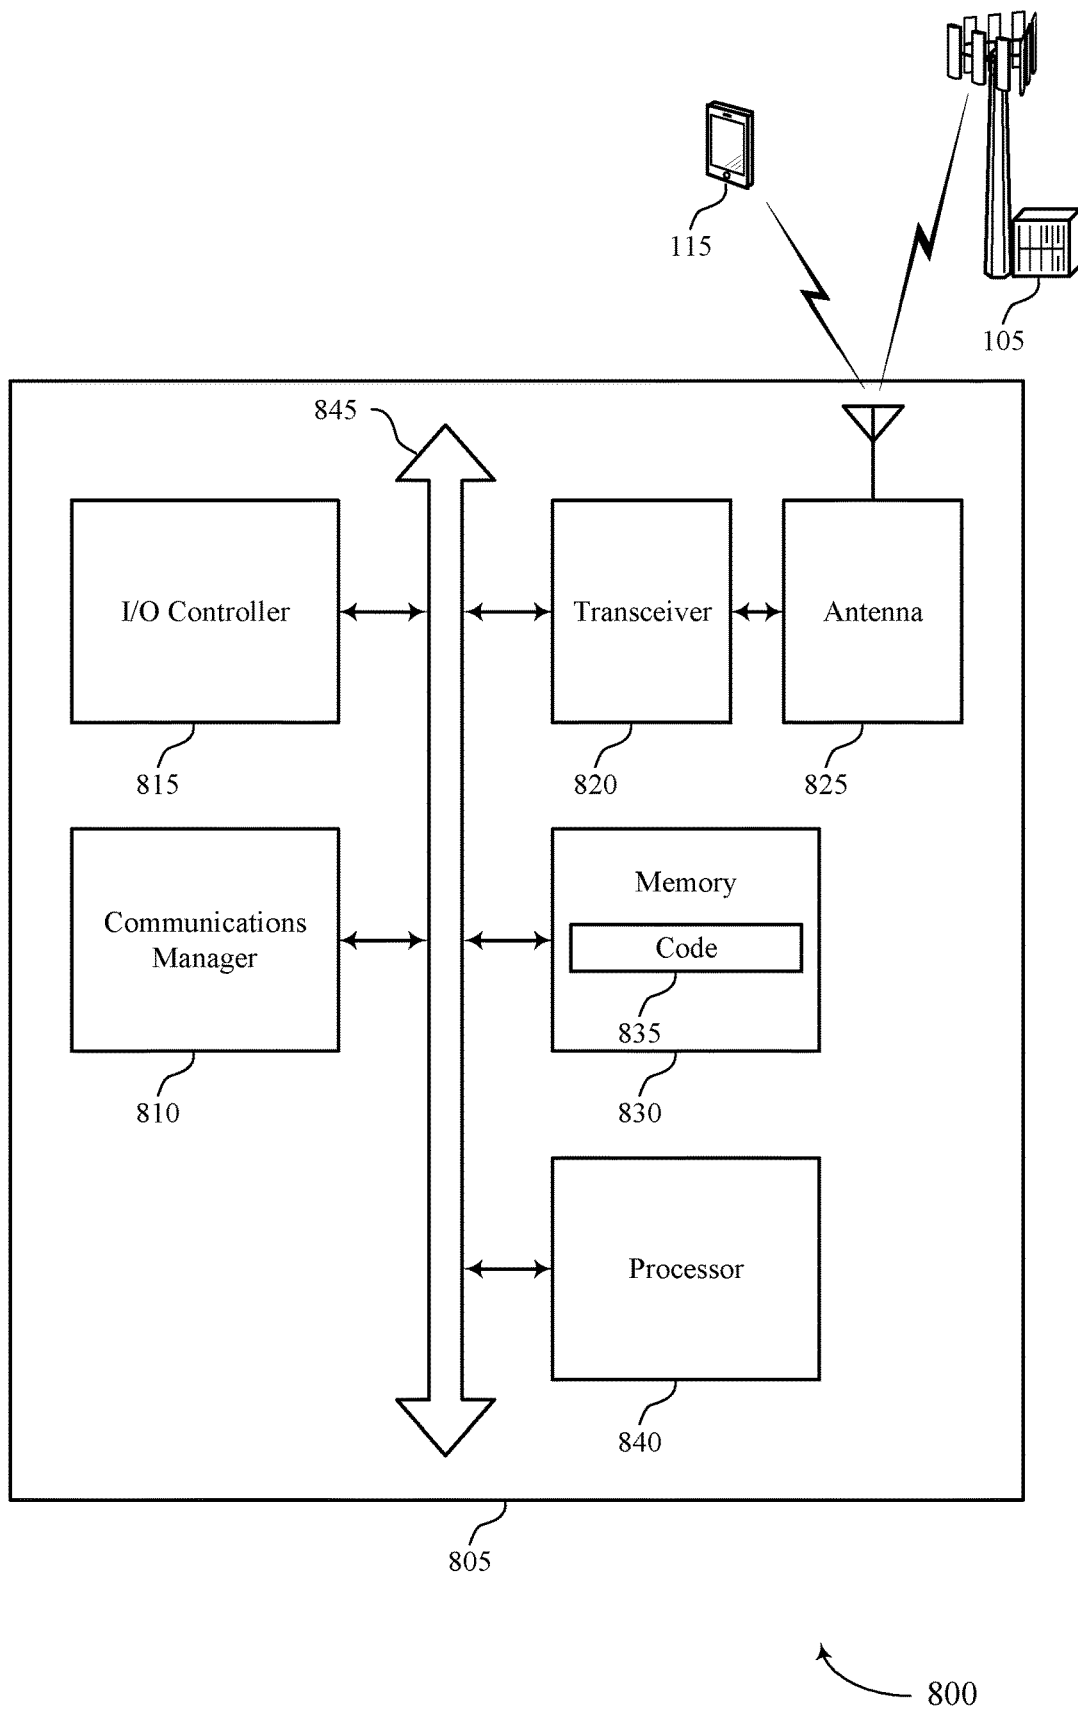 115
105
845
I/O Controller
Transceiver
Antenna
815
820
825
Communications
Manager
Memory
Code
835
810
830
Processor
840
805
800